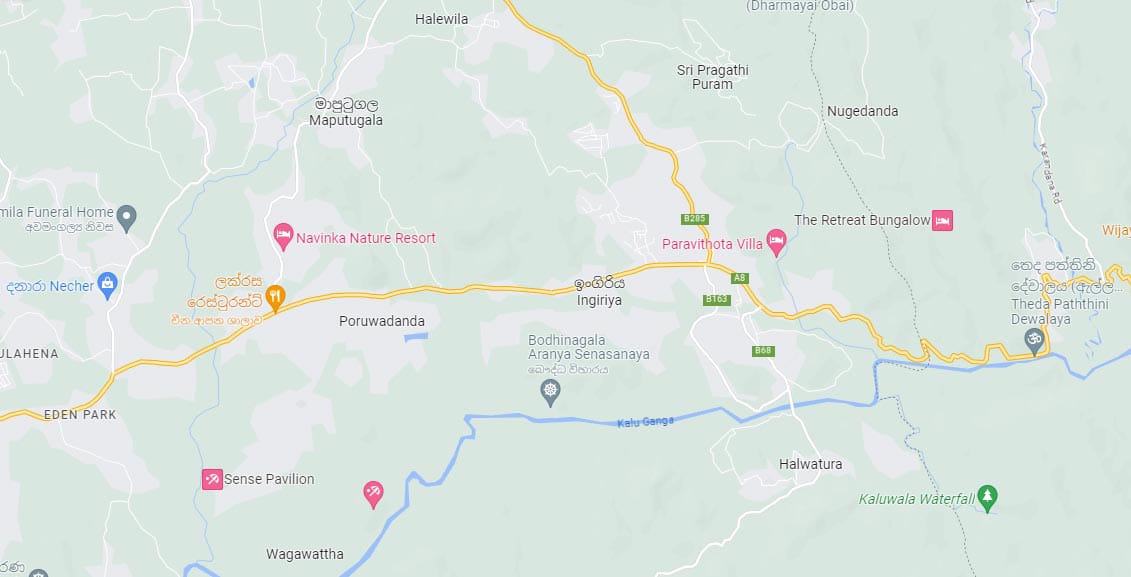 (Dharmayai Obai)
Halewila
Sri Pragathi
Puram
මාපුටුගල
Maputugala
Nugedanda
Karandana Rd
mila Funeral Home
අවමංගල්‍ය නිවස
B285
The Retreat Bungalow
Navinka Nature Resort
Paravithota Villa
Wijay
තෙද පත්තිනි
දේවාලය (ඇල්ල...
Theda Paththini
Dewalaya
දනාරා Necher
ලක්රස
රෙස්ටුරන්ට්
චීන ආපන ශාලාව
A8
ඉංගිරිය
Ingiriya
B163
Poruwadanda
Bodhinagala
Aranya Senasanaya
බෞද්ධ විහාරය
B68
ULAHENA
EDEN PARK
Kalu Ganga
Halwatura
Sense Pavilion
Kaluwala Waterfall
Wagawattha
රණ